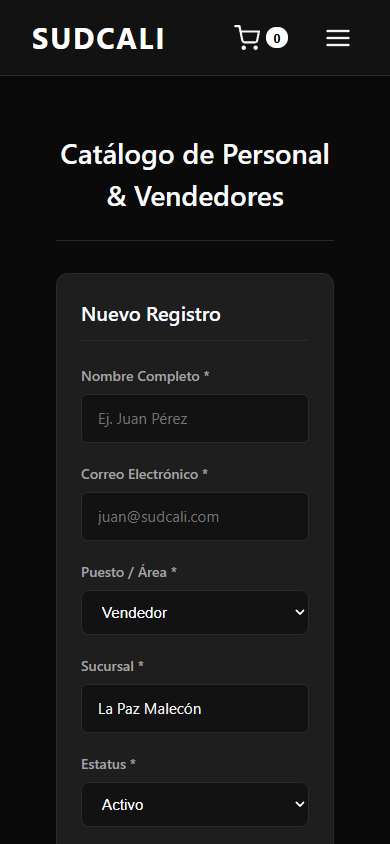 SUDCALI
0
Catálogo de Personal
& Vendedores
Nuevo Registro
Nombre Completo *
Ej. Juan Pérez
Correo Electrónico *
juan@sudcali.com
Puesto / Área *
Vendedor
Sucursal *
La Paz Malecón
Estatus *
Activo